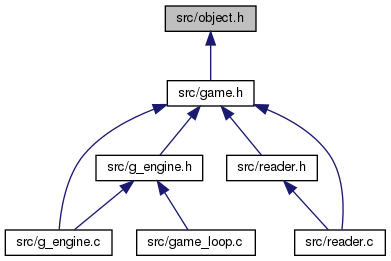 src/object.h
src/game.h
src/g_engine.h
src/reader.h
src/g_engine.c
src/game_loop.c
src/reader.c